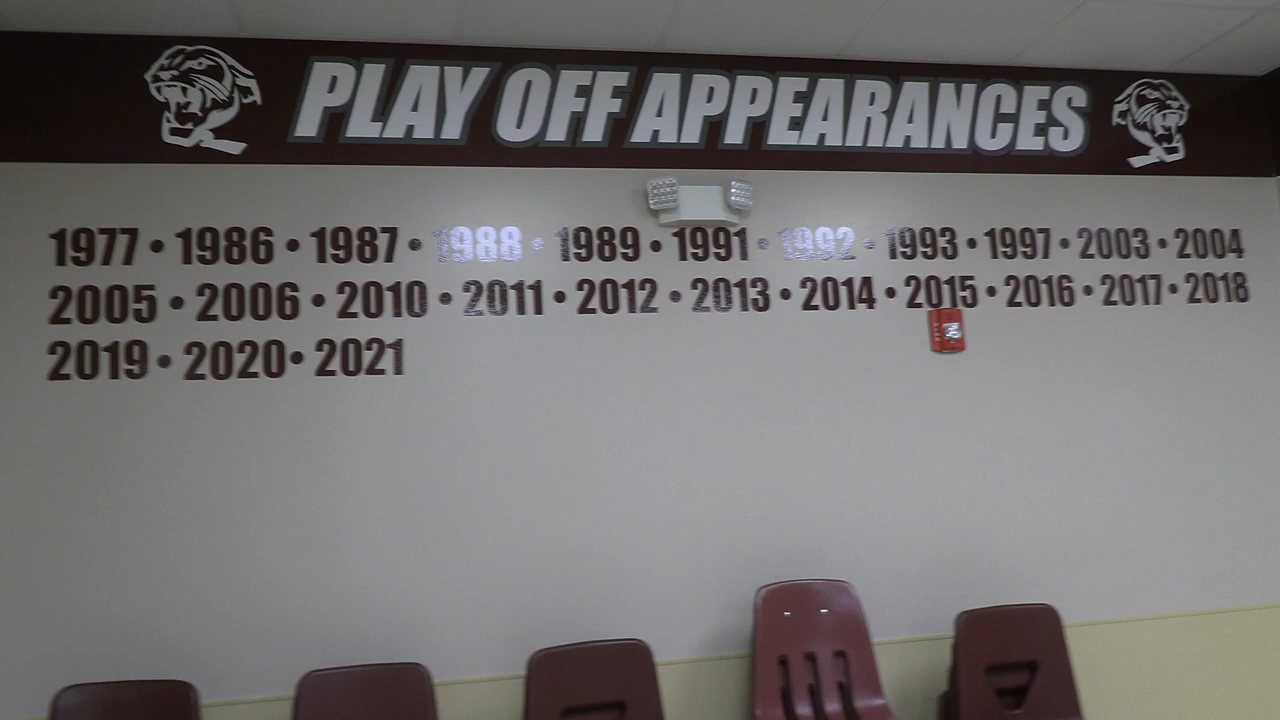 PLAY OFF APPEARANCES
1977 • 1986 • 1987 • 1988 • 1989 • 1991 • 1992 • 1993 • 1997 • 2003 • 2004
2005 • 2006 • 2010 • 2011 • 2012 • 2013 • 2014 • 2015 • 2016 • 2017 • 2018
2019 • 2020 • 2021